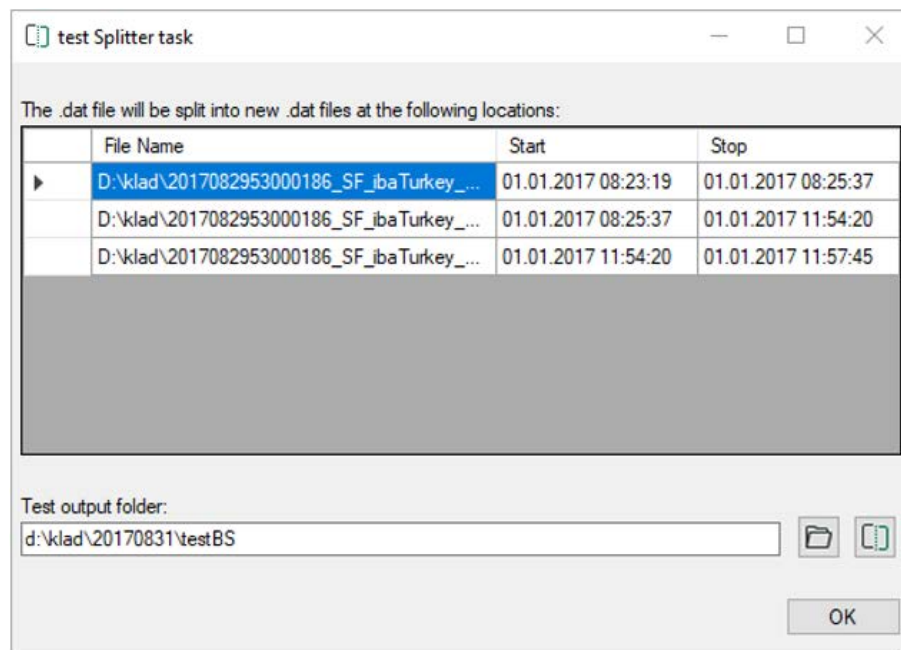 test Splitter task
The .dat file will be split into new .dat files at the following locations:
File Name Start Stop
D:\klad\2017082953000186_SF_ibaTurkey_... 01.01.2017 08:23:19 01.01.2017 08:25:37
D:\klad\2017082953000186_SF_ibaTurkey_... 01.01.2017 08:25:37 01.01.2017 11:54:20
D:\klad\2017082953000186_SF_ibaTurkey_... 01.01.2017 11:54:20 01.01.2017 11:57:45
Test output folder:
d:\klad\20170831\testBS
OK